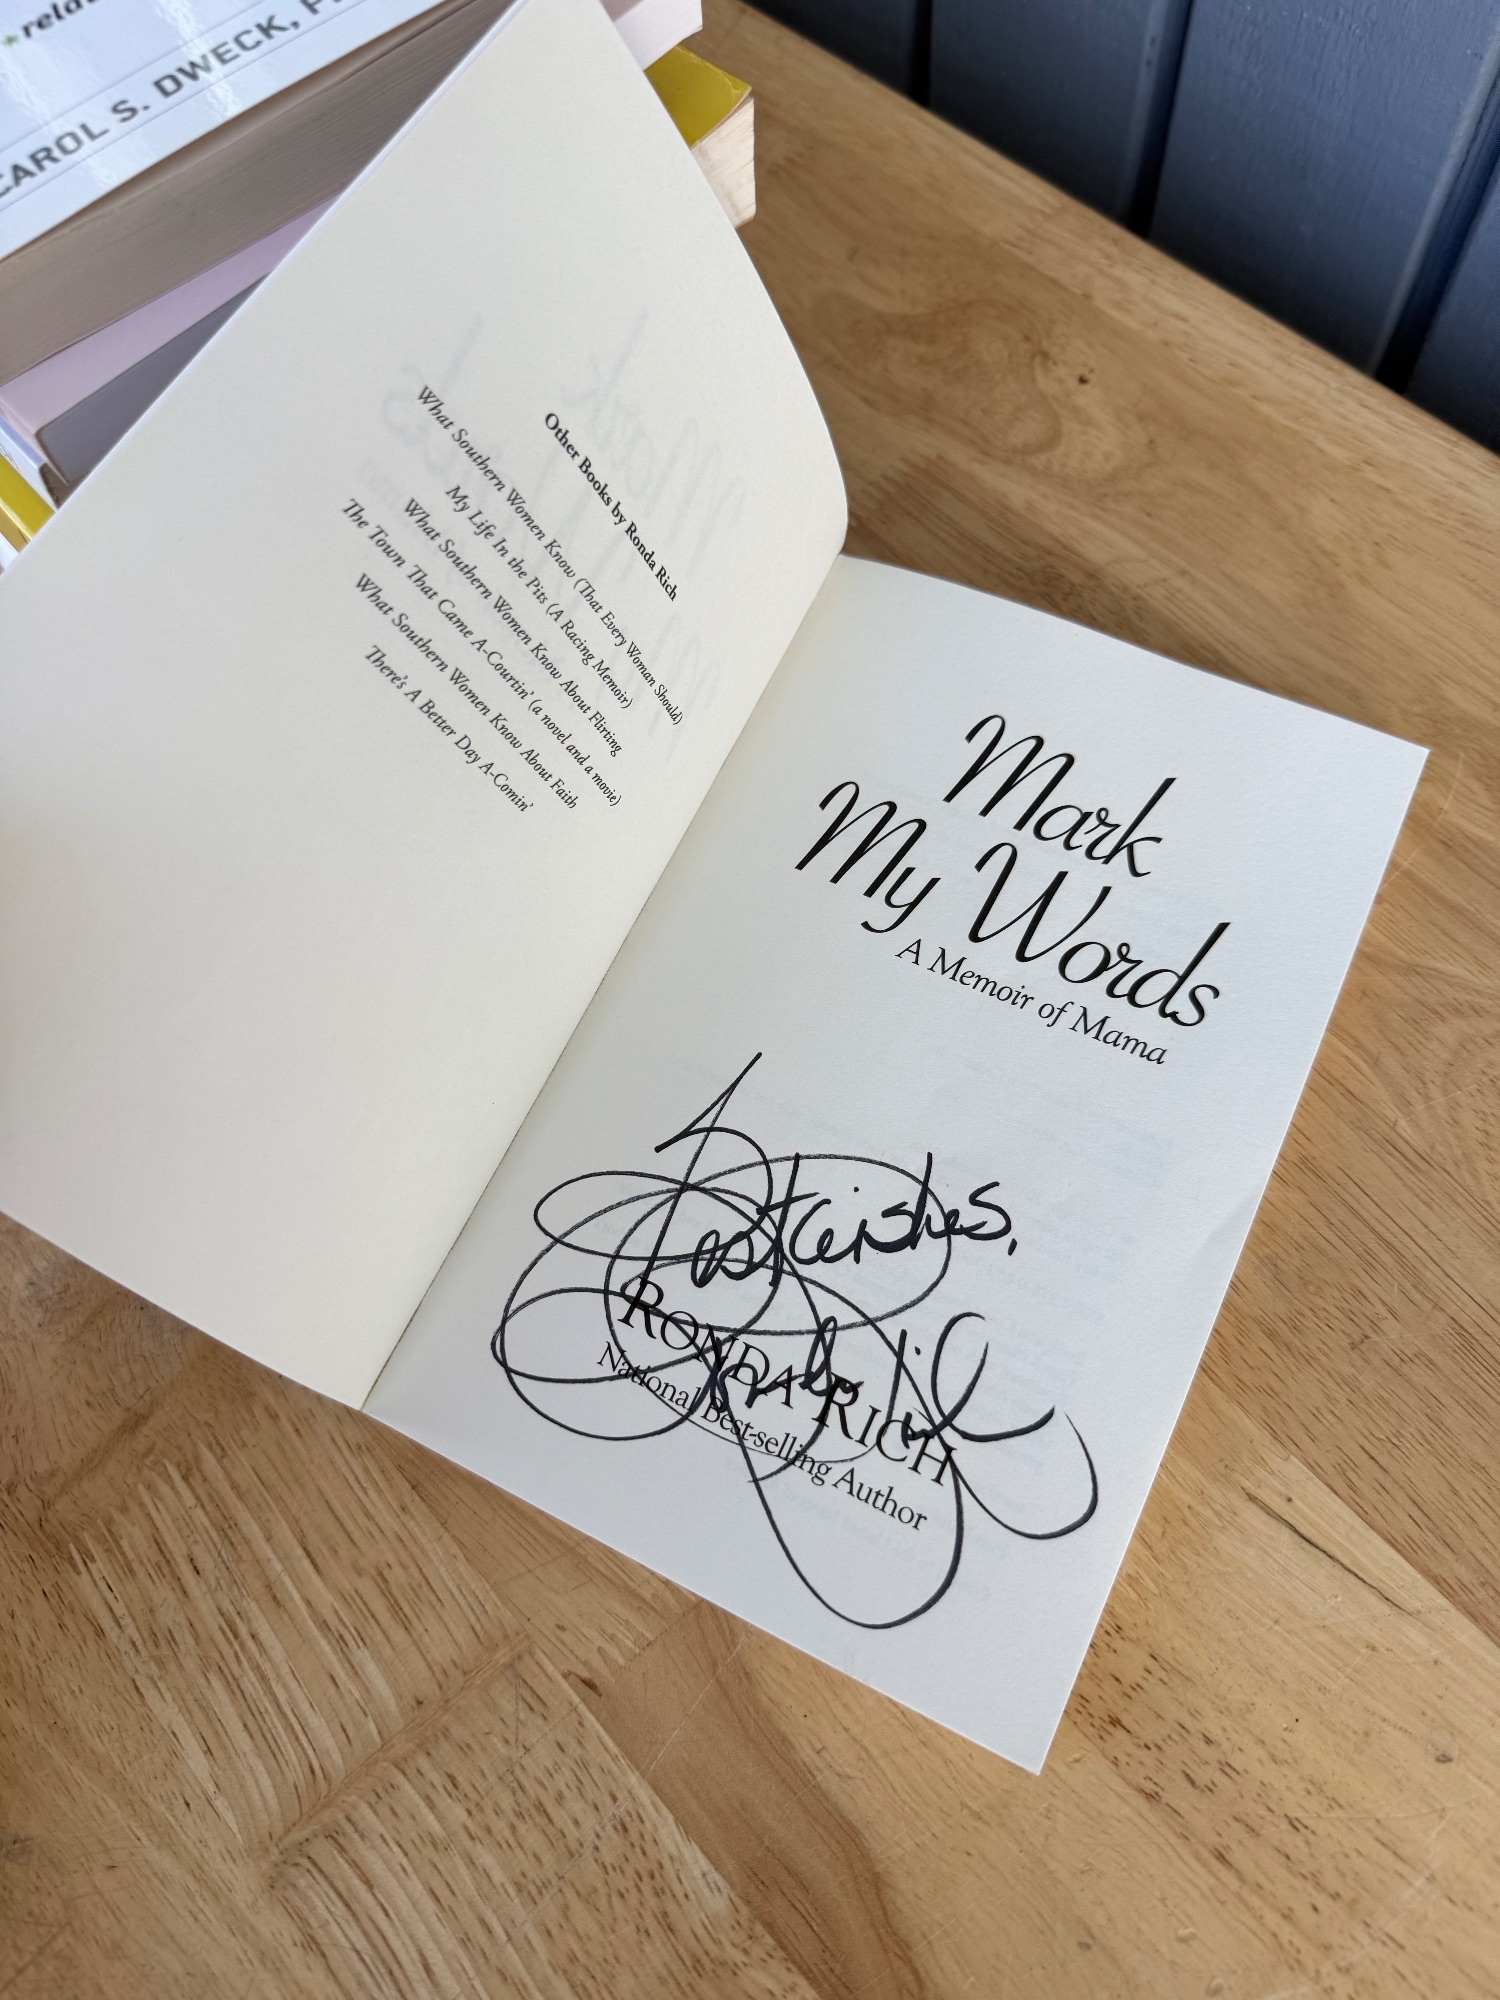 relat
CAROL S. DWECK, P
Other Books by Ronda Rich
What Southern Women Know (That Every Woman Should)
My Life In the Pits (A Racing Memoir)
What Southern Women Know About Flirting
The Town That Came A-Courtin' (a novel and a movie)
What Southern Women Know About Faith
There's A Better Day A-Comin'
Mark
My Words
A Memoir of Mama
Best wishes,
Ronda Rich
RONDA RICH
National Best-selling Author